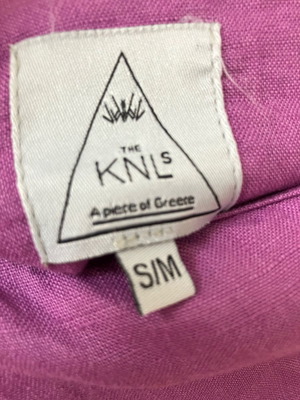 THE
KNLS
A piece of Greece
S/M